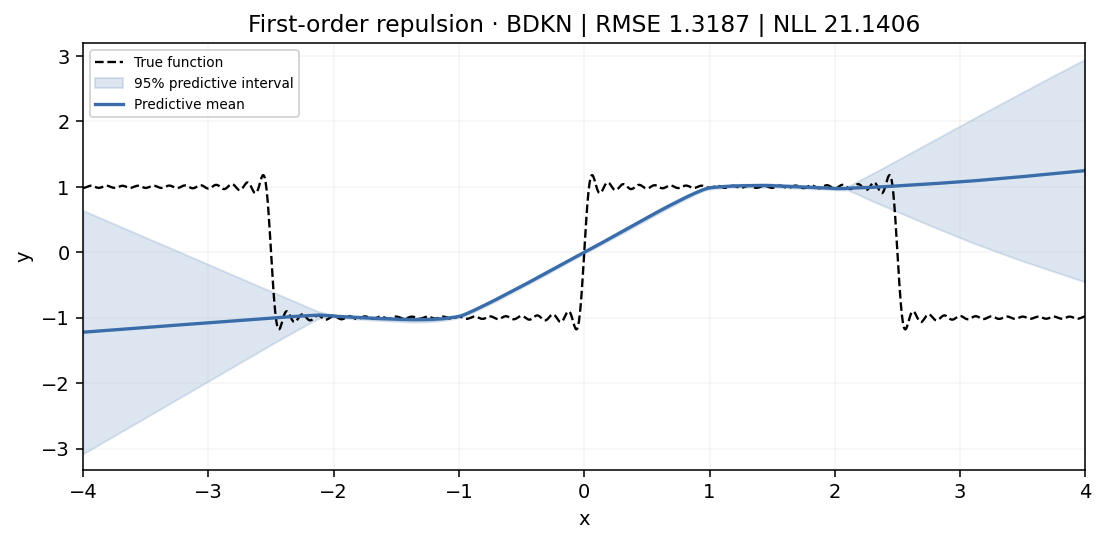 First-order repulsion · BDKN | RMSE 1.3187 | NLL 21.1406
True function
95% predictive interval
Predictive mean
3
2
1
0
−1
−2
−3
y
−4
−3
−2
−1
0
1
2
3
4
x